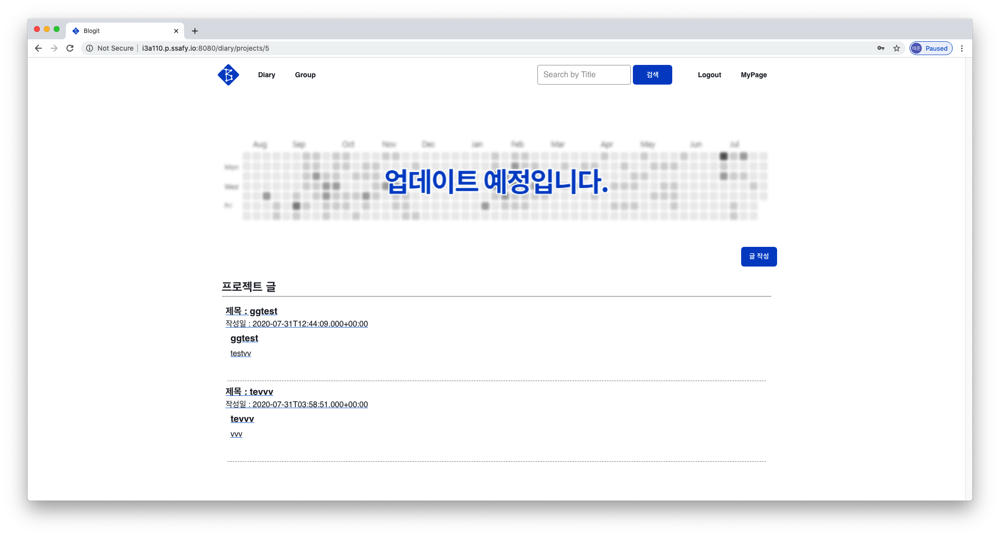 Blogit
Not Secure i3a110.p.ssafy.io:8080/diary/projects/5 태준 Paused
Diary Group Search by Title 검색 Logout MyPage
Aug Sep Oct Nov Dec Jan Feb Mar Apr May Jun Jul
Mon
업데이트 예정입니다.
Wed
Fri
글 작성
프로젝트 글
제목 : ggtest
작성일 : 2020-07-31T12:44:09.000+00:00
ggtest
testvv
제목 : tevvv
작성일 : 2020-07-31T03:58:51.000+00:00
tevvv
vvv